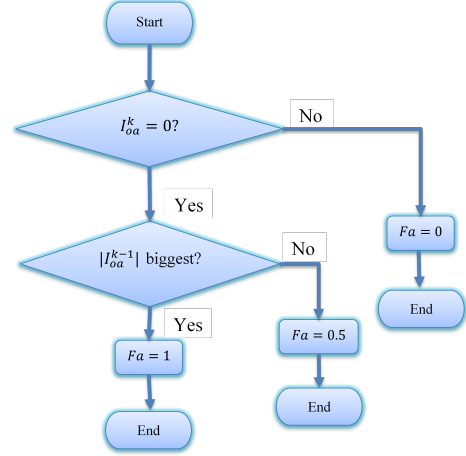 Start
$I_{oa}^{k} = 0?$
No
Yes
$Fa = 0$
$|I_{oa}^{k-1}|$ biggest?
No
End
Yes
$Fa = 0.5$
$Fa = 1$
End
End